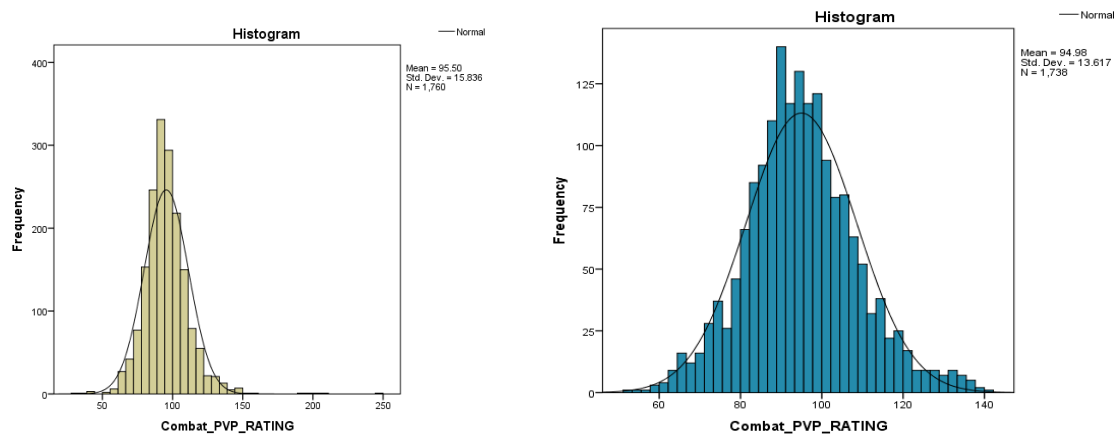 Histogram
Normal
Mean = 95.50
Std. Dev. = 15.836
N = 1,760
400
300
200
100
0
Frequency
50
100
150
200
250
Combat_PVP_RATING
Histogram
Normal
Mean = 94.98
Std. Dev. = 13.617
N = 1,738
125
100
75
50
25
0
Frequency
60
80
100
120
140
Combat_PVP_RATING